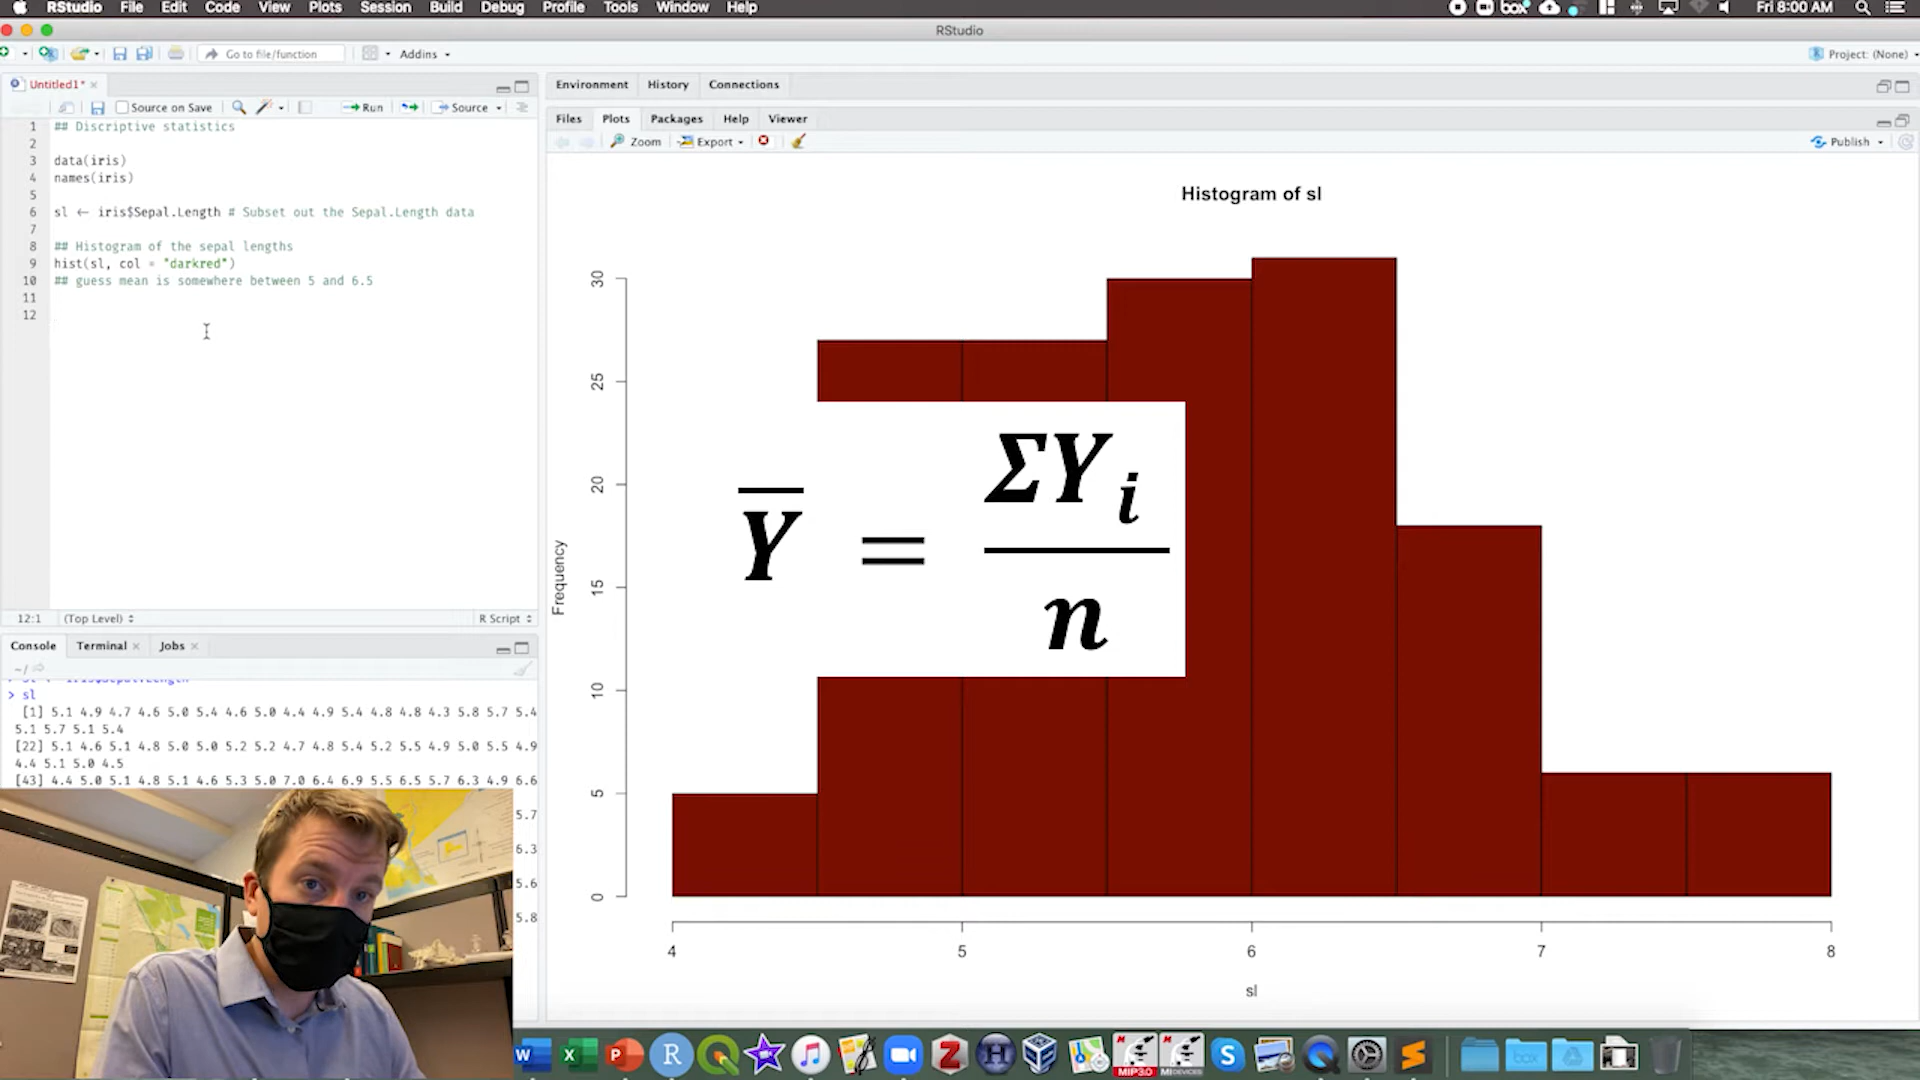 RStudio File Edit Code View Plots Session Build Debug Profile Tools Window Help box Fri 8:00 AM
RStudio
Go to file/function Addins Project: (None)
Untitled1* Environment History Connections
Source on Save Run Source
Files Plots Packages Help Viewer
Zoom Export Publish
1 ## Discriptive statistics
2
3 data(iris)
4 names(iris)
5
6 sl <- iris$Sepal.Length # Subset out the Sepal.Length data
7
8 ## Histogram of the sepal lengths
9 hist(sl, col = "darkred")
10 ## guess mean is somewhere between 5 and 6.5
11
12
12:1 (Top Level) R Script
Console Terminal Jobs
~/
> sl <- iris$Sepal.Length
> sl
[1] 5.1 4.9 4.7 4.6 5.0 5.4 4.6 5.0 4.4 4.9 5.4 4.8 4.8 4.3 5.8 5.7 5.4
5.1 5.7 5.1 5.4
[22] 5.1 4.6 5.1 4.8 5.0 5.0 5.2 5.2 4.7 4.8 5.4 5.2 5.5 4.9 5.0 5.5 4.9
4.4 5.1 5.0 4.5
[43] 4.4 5.0 5.1 4.8 5.1 4.6 5.3 5.0 7.0 6.4 6.9 5.5 6.5 5.7 6.3 4.9 6.6
5.7
6.3
5.6
5.8
Histogram of sl
30
25
20
15
10
5
0
Frequency
Y = ΣYi
n
4 5 6 7 8
sl
W X P R Z H MIP3.0 MI DEVICES S box